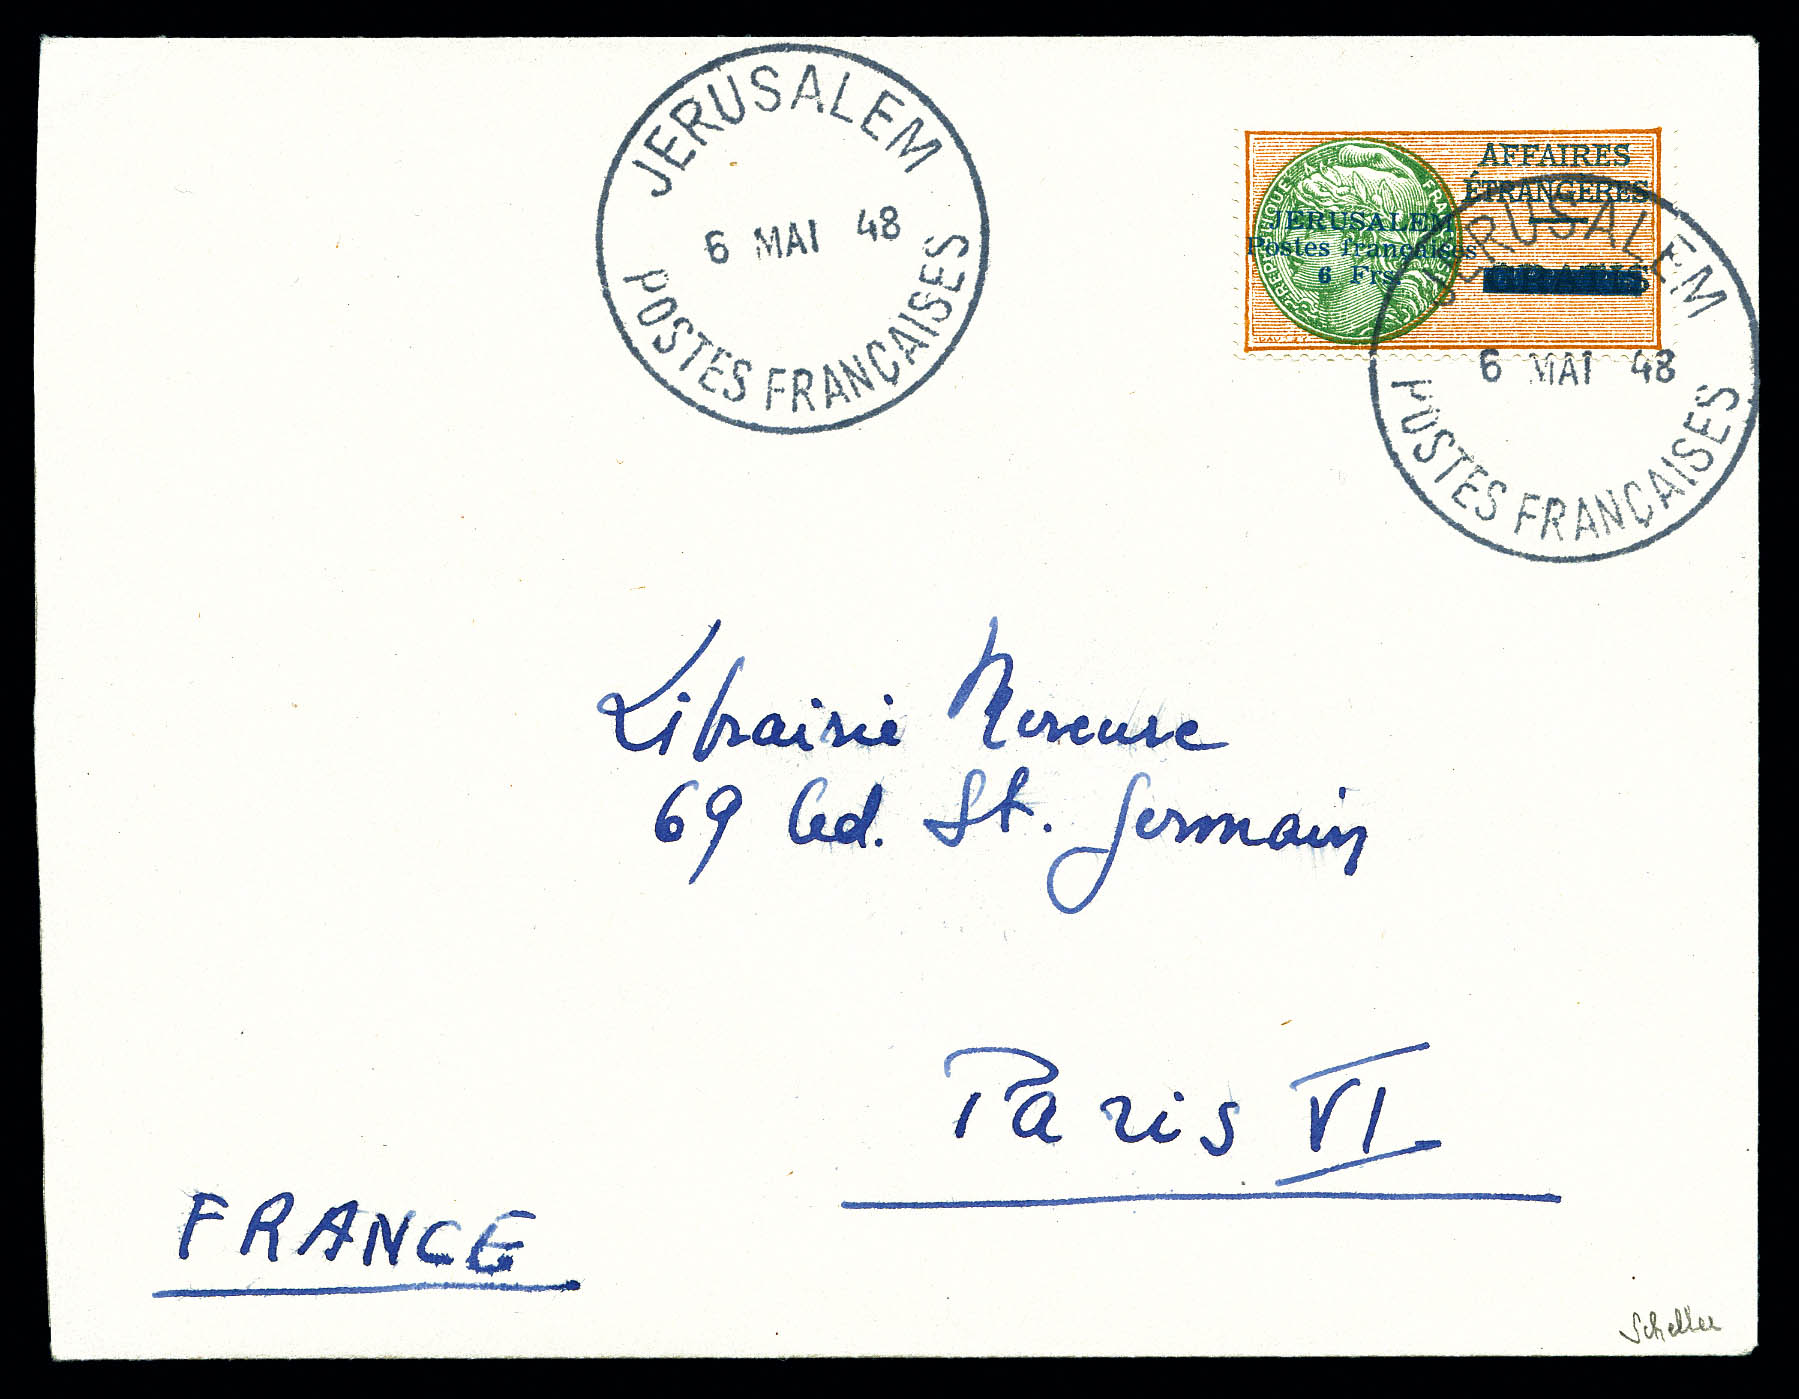 JERUSALEM
6 MAI 48
POSTES FRANÇAISES
AFFAIRES
ÉTRANGÈRES
JERUSALEM
Postes françaises
6 Frs
GRATIS
JERUSALEM
6 MAI 48
POSTES FRANÇAISES
Librairie Mercure
69 Bd. St. Germain
Paris VI
FRANCE
Scheller